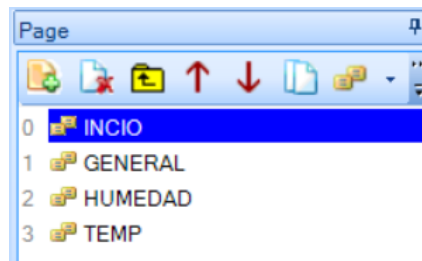 Page
0 INCIO
1 GENERAL
2 HUMEDAD
3 TEMP